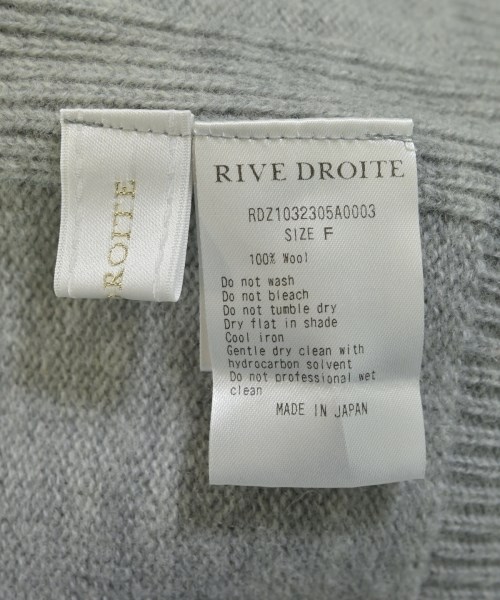 DROITE
RIVE DROITE
RDZ1032305A0003
SIZE F
100% Wool
Do not wash
Do not bleach
Do not tumble dry
Dry flat in shade
Cool iron
Gentle dry clean with
hydrocarbon solvent
Do not professional wet
clean
MADE IN JAPAN